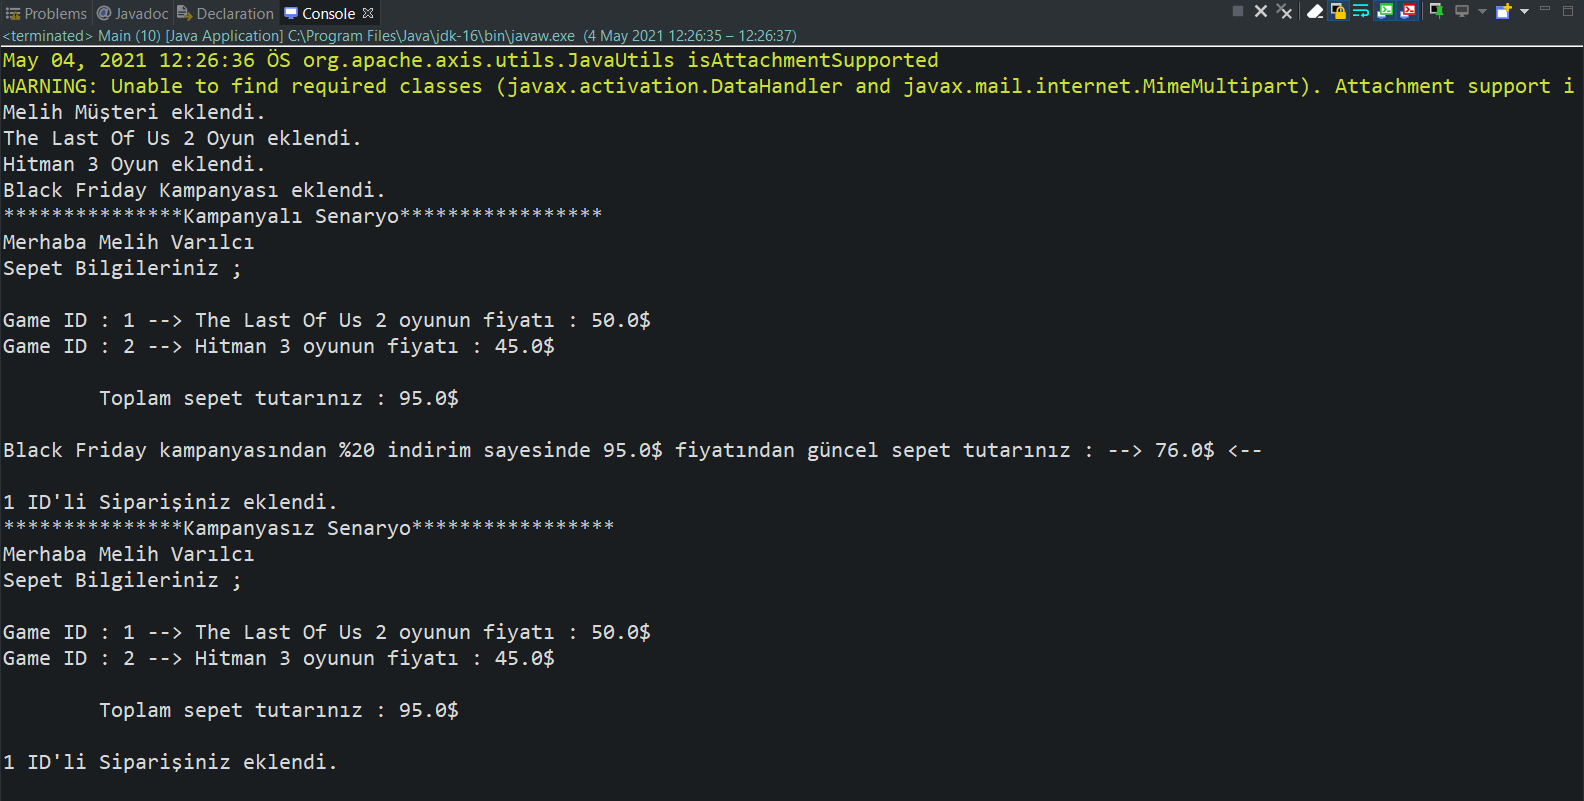 Problems @ Javadoc Declaration Console
<terminated> Main (10) [Java Application] C:\Program Files\Java\jdk-16\bin\javaw.exe (4 May 2021 12:26:35 – 12:26:37)
May 04, 2021 12:26:36 ÖS org.apache.axis.utils.JavaUtils isAttachmentSupported
WARNING: Unable to find required classes (javax.activation.DataHandler and javax.mail.internet.MimeMultipart). Attachment support i
Melih Müşteri eklendi.
The Last Of Us 2 Oyun eklendi.
Hitman 3 Oyun eklendi.
Black Friday Kampanyası eklendi.
***************Kampanyalı Senaryo*****************
Merhaba Melih Varılcı
Sepet Bilgileriniz ;
Game ID : 1 --> The Last Of Us 2 oyunun fiyatı : 50.0$
Game ID : 2 --> Hitman 3 oyunun fiyatı : 45.0$
Toplam sepet tutarınız : 95.0$
Black Friday kampanyasından %20 indirim sayesinde 95.0$ fiyatından güncel sepet tutarınız : --> 76.0$ <--
1 ID'li Siparişiniz eklendi.
***************Kampanyasız Senaryo*****************
Merhaba Melih Varılcı
Sepet Bilgileriniz ;
Game ID : 1 --> The Last Of Us 2 oyunun fiyatı : 50.0$
Game ID : 2 --> Hitman 3 oyunun fiyatı : 45.0$
Toplam sepet tutarınız : 95.0$
1 ID'li Siparişiniz eklendi.